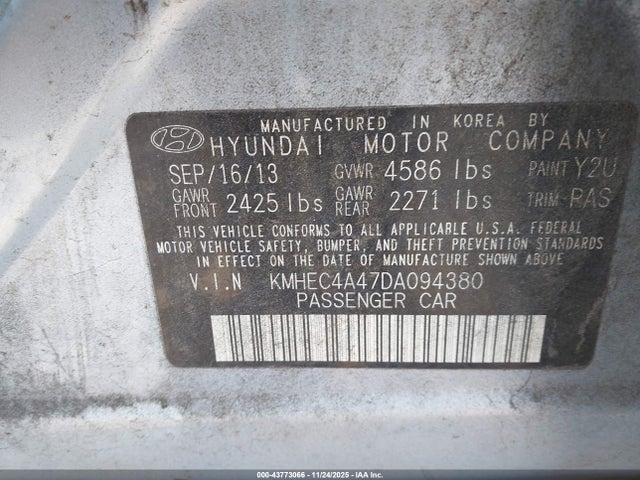 MANUFACTURED IN KOREA BY
HYUNDAI MOTOR COMPANY
SEP/16/13 GVWR 4586 lbs PAINT Y2U
GAWR FRONT 2425 lbs GAWR REAR 2271 lbs TRIM RAS
THIS VEHICLE CONFORMS TO ALL APPLICABLE U.S.A. FEDERAL
MOTOR VEHICLE SAFETY, BUMPER, AND THEFT PREVENTION STANDARDS
IN EFFECT ON THE DATE OF MANUFACTURE SHOWN ABOVE
V.I.N KMHEC4A47DA094380
PASSENGER CAR
000-43773066 - 11/24/2025 - IAAI.COM